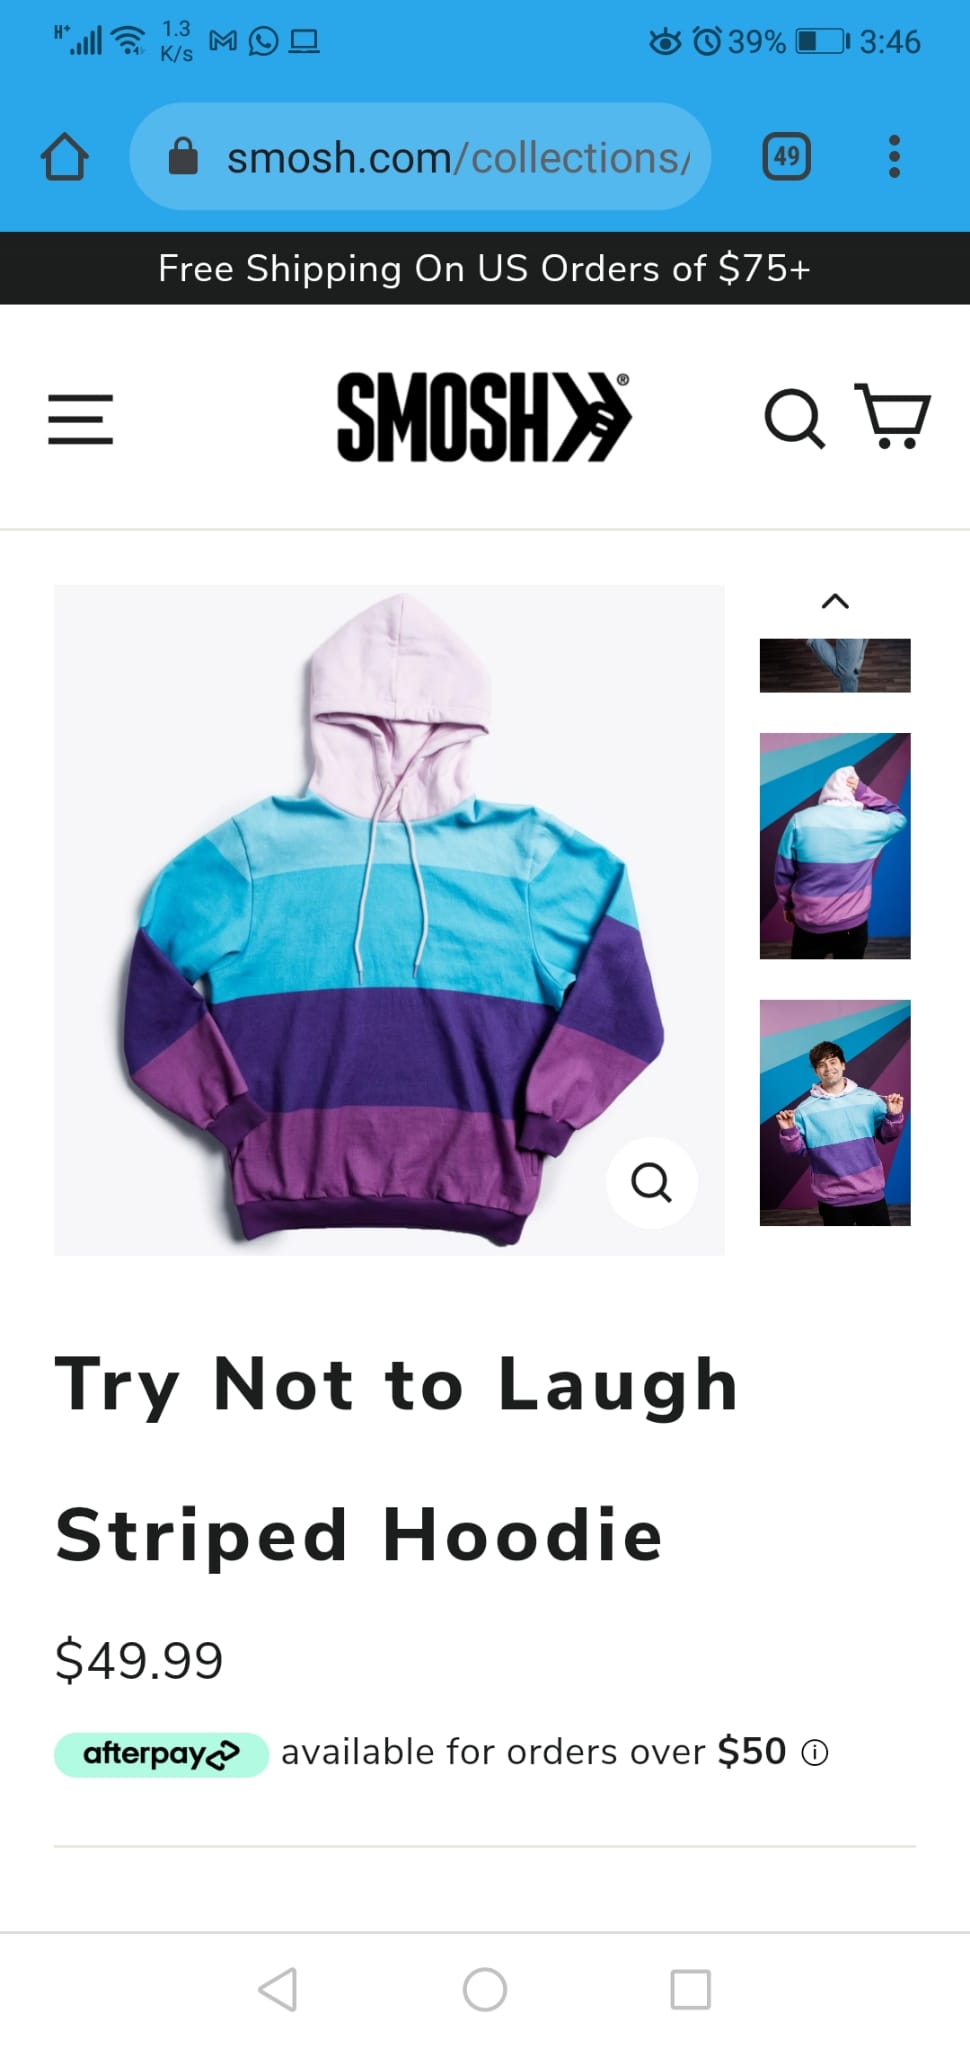 H+ 1.3 K/s 39% 3:46
smosh.com/collections/ 49
Free Shipping On US Orders of $75+
SMOSH ®
Try Not to Laugh
Striped Hoodie
$49.99
afterpay available for orders over $50 ⓘ